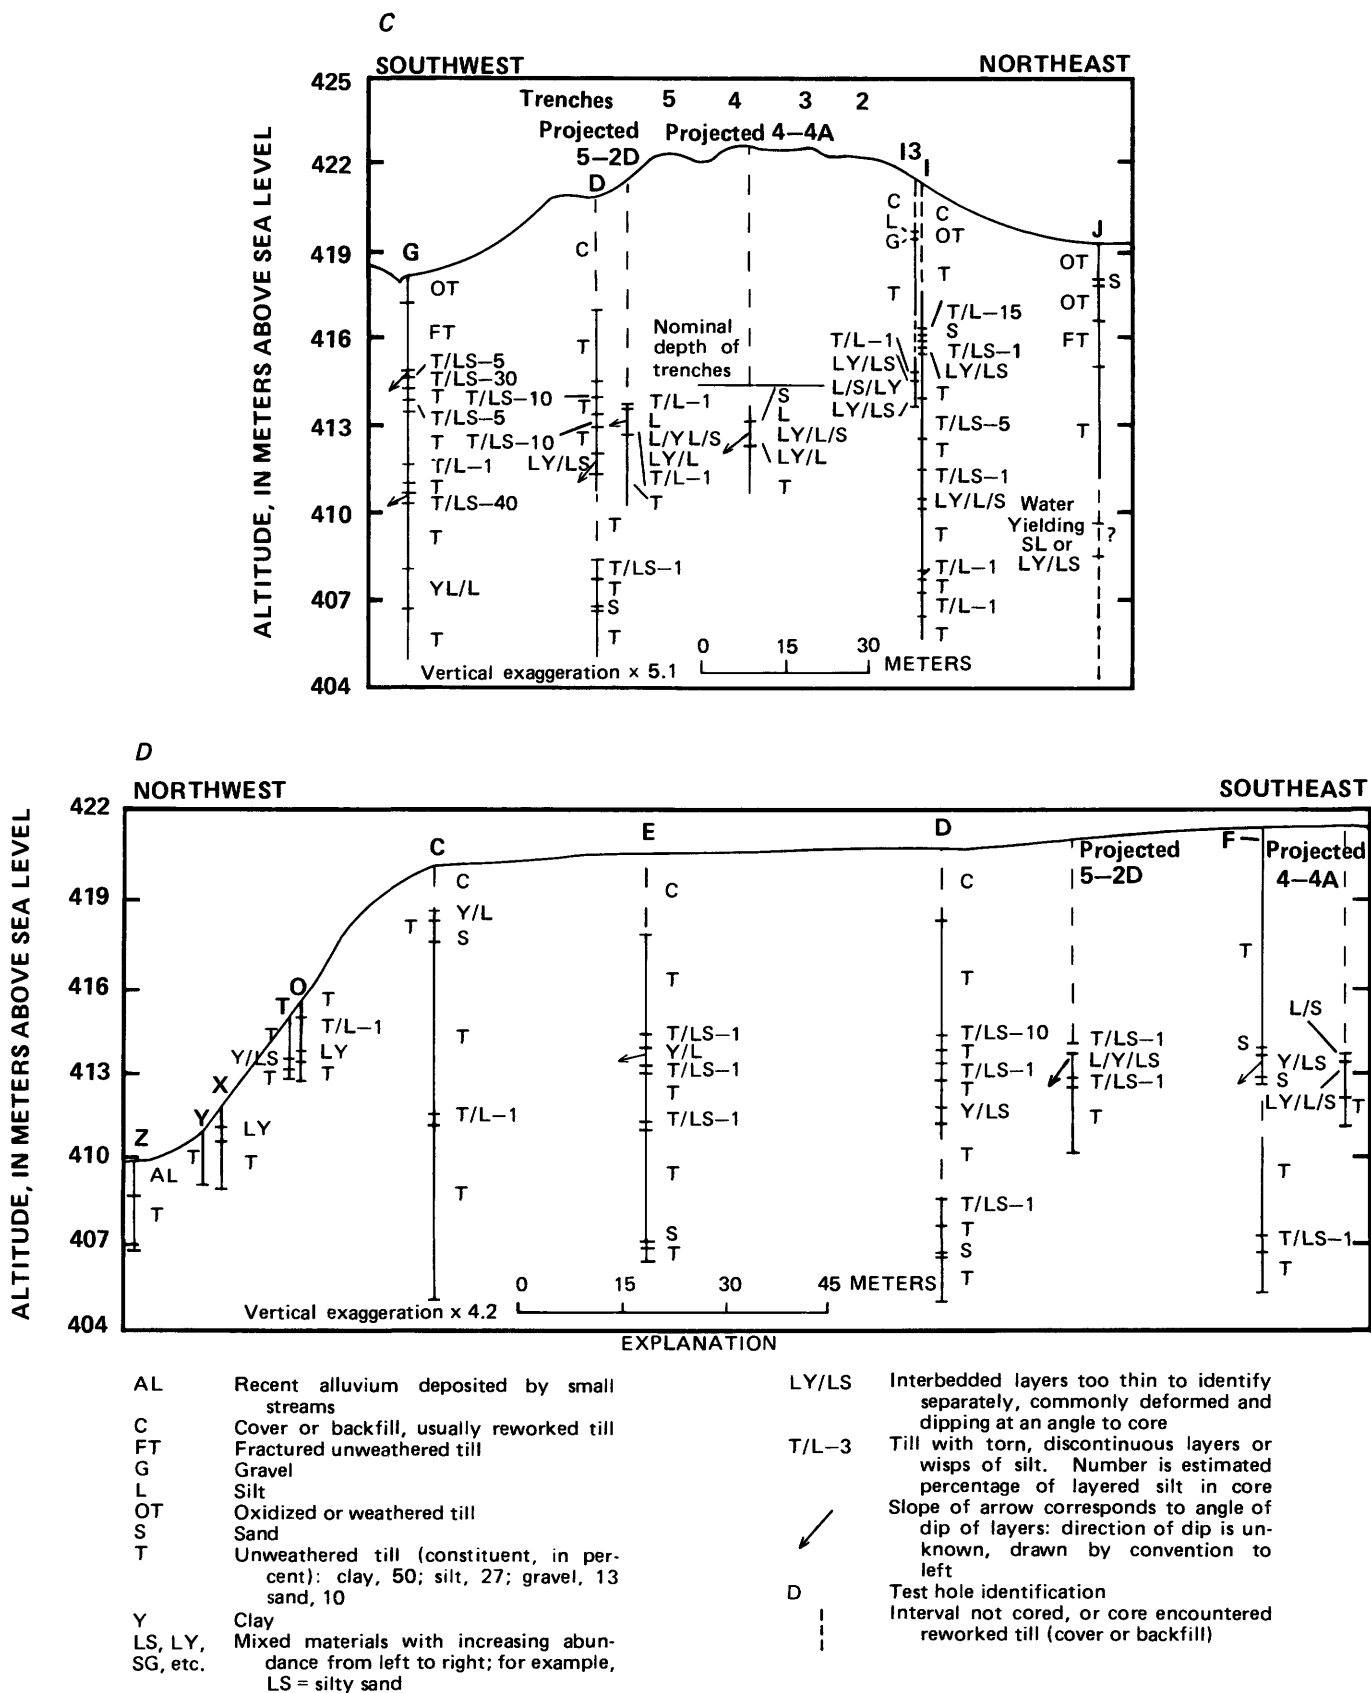 C
SOUTHWEST
NORTHEAST
425
422
419
416
413
410
407
404
ALTITUDE, IN METERS ABOVE SEA LEVEL
Trenches 5 4 3 2
Projected
5–2D
Projected 4–4A
G
OT
FT
T/LS–5
T/LS–30
T
T/LS–5
T
T/L–1
T
T/LS–40
T
YL/L
T
D
C
T
T/LS–10
T
T/LS–10
T
LY/LS
T
T/LS–1
T
S
T
T/L–1
L
L/Y L/S
LY/L
T/L–1
T
Nominal
depth of
trenches
S
L
LY/L/S
LY/L
T
I3
C
L
G
T
T/L–1
LY/LS
L/S/LY
LY/LS
I
C
OT
T
T/L–15
S
T/LS–1
LY/LS
T
T/LS–5
T
T/LS–1
LY/L/S
T
T/L–1
T
T/L–1
T
J
OT
S
OT
FT
T
Water
Yielding
SL or
LY/LS
?
Vertical exaggeration x 5.1
0 15 30
METERS
D
NORTHWEST
SOUTHEAST
422
419
416
413
410
407
404
ALTITUDE, IN METERS ABOVE SEA LEVEL
Z
AL
T
Y
T
X
LY
T
T
T
Y/LS
T
O
T
T/L–1
LY
T
C
C
Y/L
T
S
T
T/L–1
T
E
C
T
T/LS–1
Y/L
T/LS–1
T
T/LS–1
T
S
T
D
C
T
T/LS–10
T
T/LS–1
T
Y/LS
T
T/LS–1
T
S
T
Projected
5–2D
T/LS–1
L/Y/LS
T/LS–1
T
F
T
S
Y/LS
S
T
T/LS–1
T
Projected
4–4A
L/S
LY/L/S
T
Vertical exaggeration x 4.2
0 15 30 45 METERS
EXPLANATION
AL Recent alluvium deposited by small
streams
C Cover or backfill, usually reworked till
FT Fractured unweathered till
G Gravel
L Silt
OT Oxidized or weathered till
S Sand
T Unweathered till (constituent, in per-
cent): clay, 50; silt, 27; gravel, 13
sand, 10
Y Clay
LS, LY, Mixed materials with increasing abun-
SG, etc. dance from left to right; for example,
LS = silty sand
LY/LS Interbedded layers too thin to identify
separately, commonly deformed and
dipping at an angle to core
T/L–3 Till with torn, discontinuous layers or
wisps of silt. Number is estimated
percentage of layered silt in core
Slope of arrow corresponds to angle of
dip of layers: direction of dip is un-
known, drawn by convention to
left
D Test hole identification
Interval not cored, or core encountered
reworked till (cover or backfill)